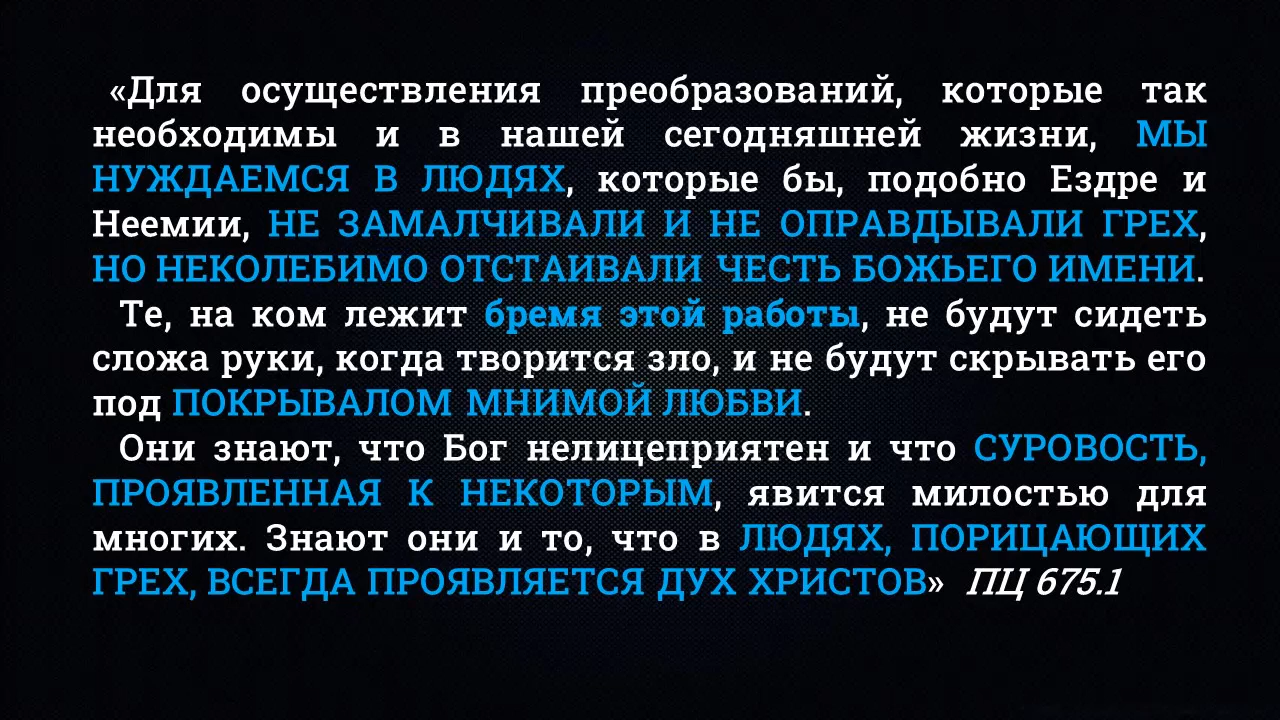 «Для осуществления преобразований, которые так
необходимы и в нашей сегодняшней жизни, МЫ
НУЖДАЕМСЯ В ЛЮДЯХ, которые бы, подобно Ездре и
Неемии, НЕ ЗАМАЛЧИВАЛИ И НЕ ОПРАВДЫВАЛИ ГРЕХ,
НО НЕКОЛЕБИМО ОТСТАИВАЛИ ЧЕСТЬ БОЖЬЕГО ИМЕНИ.
Те, на ком лежит бремя этой работы, не будут сидеть
сложа руки, когда творится зло, и не будут скрывать его
под ПОКРЫВАЛОМ МНИМОЙ ЛЮБВИ.
Они знают, что Бог нелицеприятен и что СУРОВОСТЬ,
ПРОЯВЛЕННАЯ К НЕКОТОРЫМ, явится милостью для
многих. Знают они и то, что в ЛЮДЯХ, ПОРИЦАЮЩИХ
ГРЕХ, ВСЕГДА ПРОЯВЛЯЕТСЯ ДУХ ХРИСТОВ» ПЦ 675.1